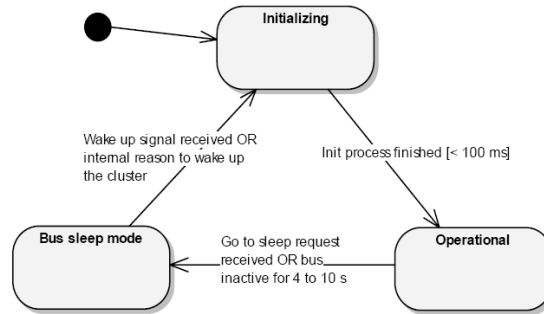 Initializing
Wake up signal received OR
internal reason to wake up
the cluster
Init process finished [< 100 ms]
Bus sleep mode
Go to sleep request
received OR bus
inactive for 4 to 10 s
Operational